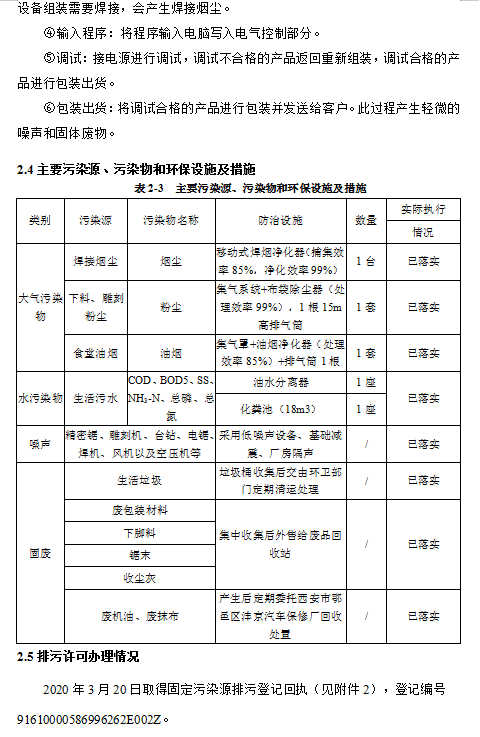 设备组装需要焊接，会产生焊接烟尘。
④输入程序：将程序输入电脑写入电气控制部分。
⑤调试：接电源进行调试，调试不合格的产品返回重新组装，调试合格的产
品进行包装出货。
⑥包装出货：将调试合格的产品进行包装并发送给客户。此过程产生轻微的
噪声和固体废物。
2.4 主要污染源、污染物和环保设施及措施
表 2-3 主要污染源、污染物和环保设施及措施
类别 污染源 污染物名称 防治设施 数量 实际执行
情况
大气污染
物
焊接烟尘 烟尘 移动式焊烟净化器（捕集效
率 85%，净化效率 99%） 1 台 已落实
下料、雕刻
粉尘 粉尘 集气系统+布袋除尘器（处
理效率 99%），1 根 15m
高排气筒 1 套 已落实
食堂油烟 油烟 集气罩+油烟净化器（处理
效率 85%）+排气筒 1 根 1 套 已落实
水污染物 生活污水 COD、BOD5、SS、
NH₃-N、总磷、总
氮 油水分离器 1 座 已落实
化粪池（18m3） 1 座
噪声 精密锯、雕刻机、台钻、电锯、
焊机、风机以及空压机等 采用低噪声设备、基础减
震、厂房隔声 / 已落实
固废 生活垃圾 垃圾桶收集后交由环卫部
门定期清运处理 / 已落实
废包装材料
下脚料
锯末
收尘灰
集中收集后外售给废品回
收站 / 已落实
废机油、废抹布 产生后定期委托西安市鄠
邑区沣京汽车保修厂回收
处置 / 已落实
2.5 排污许可办理情况
2020 年 3 月 20 日取得固定污染源排污登记回执（见附件 2），登记编号
91610000586996262E002Z。